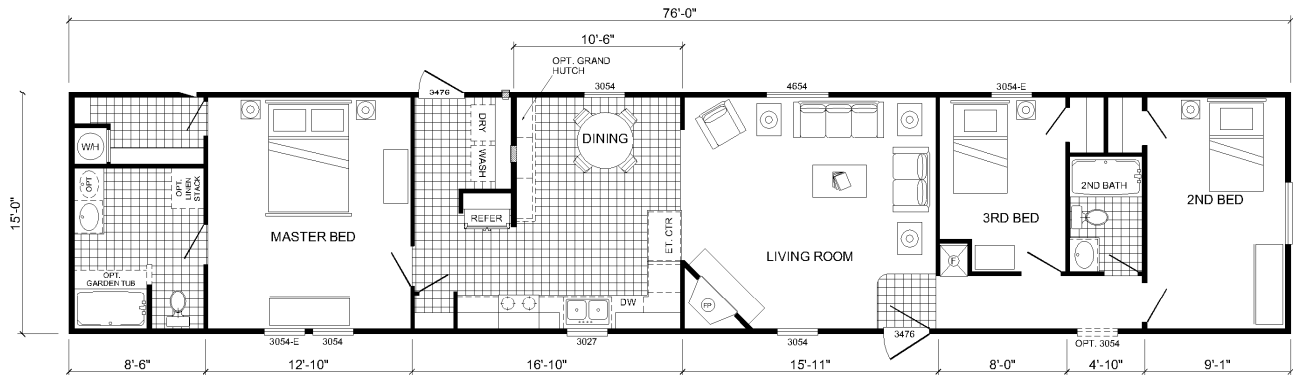 76'-0"
10'-6"
OPT. GRAND
HUTCH
3476
3054
4654
3054-E
W/H
DRY
WASH
DINING
OPT
OPT.
LINEN
STACK
2ND BATH
2ND BED
15'-0"
REFER
3RD BED
MASTER BED
ET. CTR
LIVING ROOM
F
OPT.
GARDEN TUB
DW
FP
3054-E
3054
3027
3054
3476
OPT. 3054
8'-6"
12'-10"
16'-10"
15'-11"
8'-0"
4'-10"
9'-1"